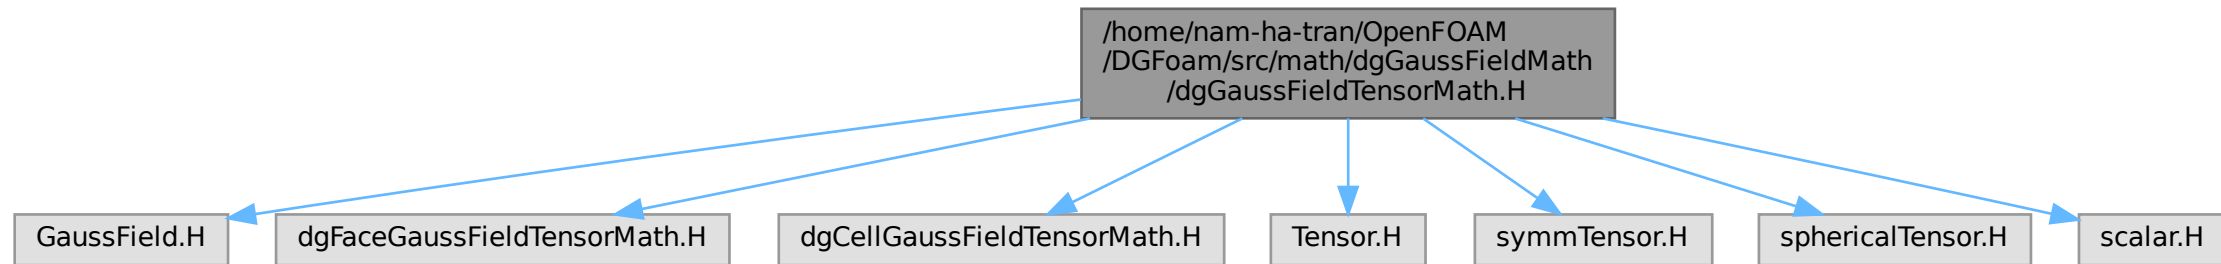 /home/nam-ha-tran/OpenFOAM
/DGFoam/src/math/dgGaussFieldMath
/dgGaussFieldTensorMath.H
GaussField.H
dgFaceGaussFieldTensorMath.H
dgCellGaussFieldTensorMath.H
Tensor.H
symmTensor.H
sphericalTensor.H
scalar.H